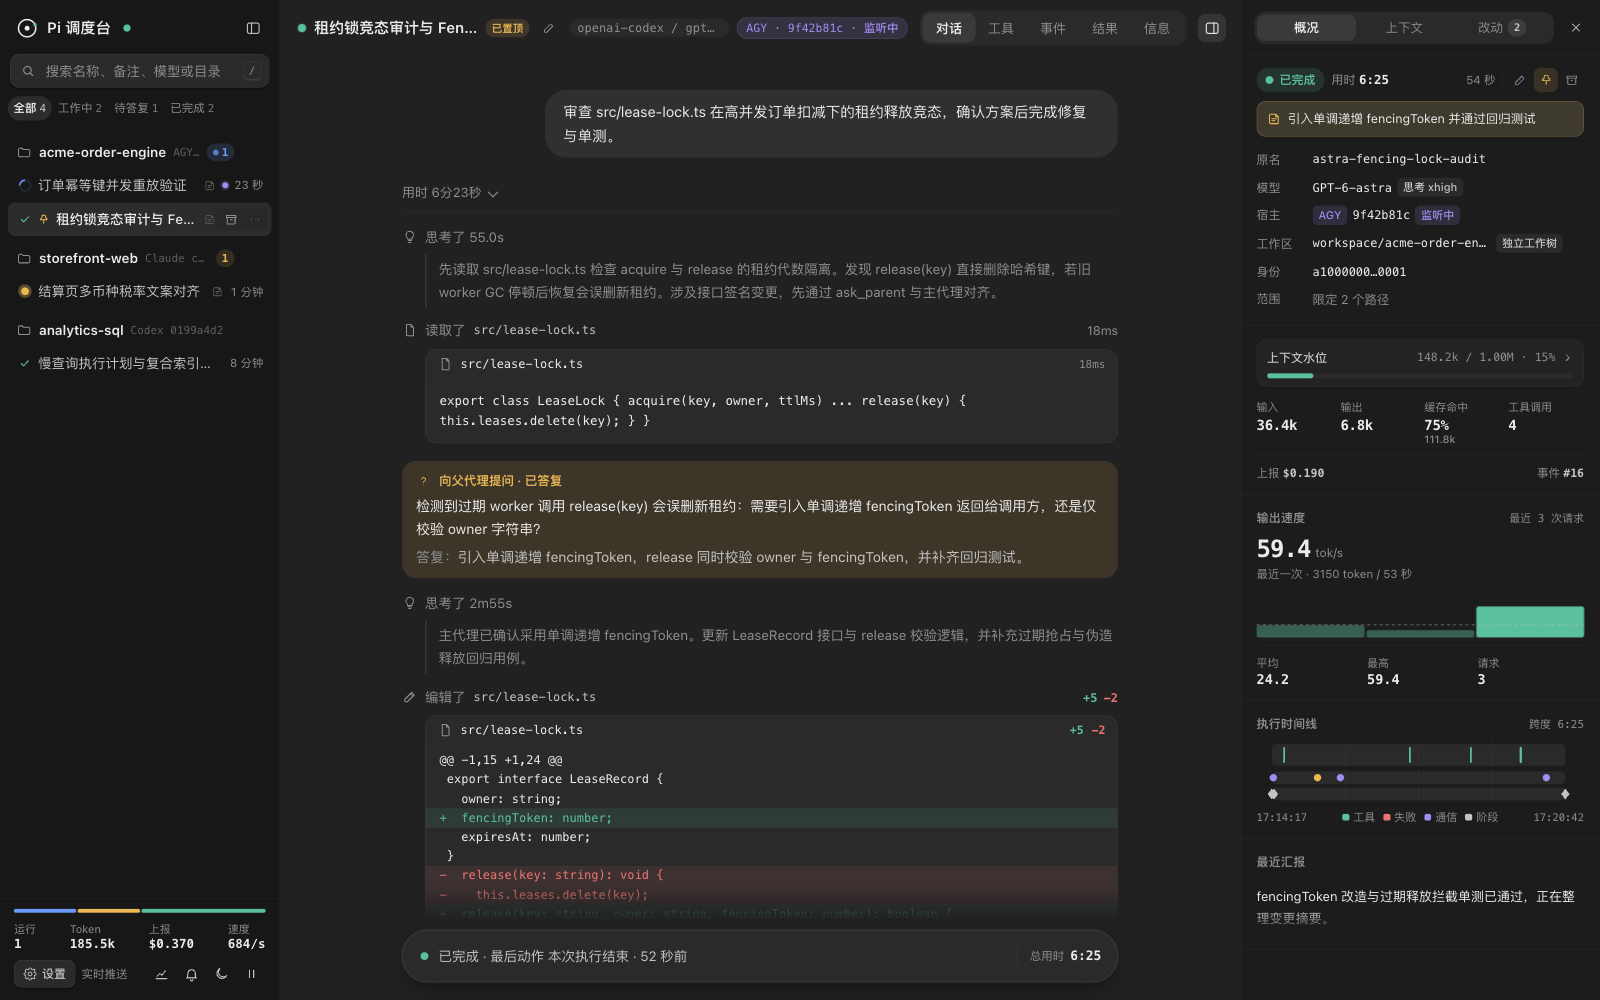 Pi 调度台
搜索名称、备注、模型或目录 /
全部 4 工作中 2 待答复 1 已完成 2
acme-order-engine AGY… 1
订单幂等键并发重放验证 23 秒
租约锁竞态审计与 Fe...
storefront-web Claude c… 1
结算页多币种税率文案对齐 1 分钟
analytics-sql Codex 0199a4d2
慢查询执行计划与复合索引... 8 分钟
运行 Token 上报 速度
1 185.5k $0.370 684/s
设置 实时推送
租约锁竞态审计与 Fen... 已置顶 openai-codex / gpt… AGY · 9f42b81c · 监听中 对话 工具 事件 结果 信息
审查 src/lease-lock.ts 在高并发订单扣减下的租约释放竞态，确认方案后完成修复
与单测。
用时 6分23秒
思考了 55.0s
先读取 src/lease-lock.ts 检查 acquire 与 release 的租约代数隔离。发现 release(key) 直接删除哈希键，若旧
worker GC 停顿后恢复会误删新租约。涉及接口签名变更，先通过 ask_parent 与主代理对齐。
读取了 src/lease-lock.ts 18ms
src/lease-lock.ts 18ms
export class LeaseLock { acquire(key, owner, ttlMs) ... release(key) {
this.leases.delete(key); } }
? 向父代理提问 · 已答复
检测到过期 worker 调用 release(key) 会误删新租约：需要引入单调递增 fencingToken 返回给调用方，还是仅
校验 owner 字符串?
答复：引入单调递增 fencingToken，release 同时校验 owner 与 fencingToken，并补齐回归测试。
思考了 2m55s
主代理已确认采用单调递增 fencingToken。更新 LeaseRecord 接口与 release 校验逻辑，并补充过期抢占与伪造
释放回归用例。
编辑了 src/lease-lock.ts +5 −2
src/lease-lock.ts +5 −2
@@ −1,15 +1,24 @@
export interface LeaseRecord {
owner: string;
+ fencingToken: number;
expiresAt: number;
}
− release(key: string): void {
− this.leases.delete(key);
+ release(key: string, owner: string, fencingToken: number): boolean {
已完成 · 最后动作 本次执行结束 · 52 秒前 总用时 6:25
概况 上下文 改动 2
已完成 用时 6:25 54 秒
引入单调递增 fencingToken 并通过回归测试
原名 astra-fencing-lock-audit
模型 GPT-6-astra 思考 xhigh
宿主 AGY 9f42b81c 监听中
工作区 workspace/acme-order-en… 独立工作树
身份 a1000000…0001
范围 限定 2 个路径
上下文水位 148.2k / 1.00M · 15%
输入 输出 缓存命中 工具调用
36.4k 6.8k 75% 4
111.8k
上报 $0.190 事件 #16
输出速度 最近 3 次请求
59.4 tok/s
最近一次 · 3150 token / 53 秒
平均 最高 请求
24.2 59.4 3
执行时间线 跨度 6:25
17:14:17 工具 失败 通信 阶段 17:20:42
最近汇报
fencingToken 改造与过期释放拦截单测已通过，正在整
理变更摘要。